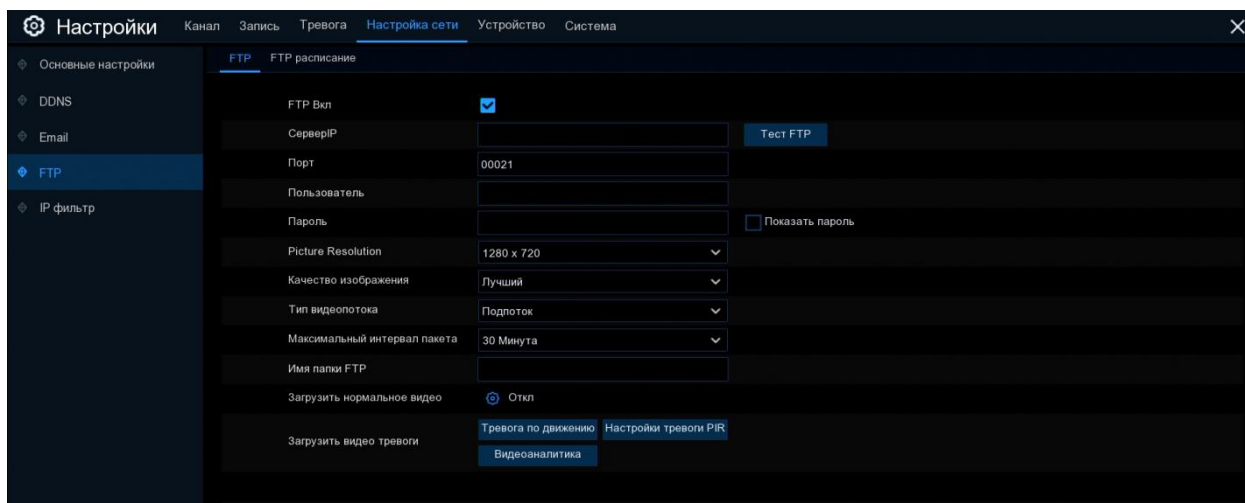 Настройки Канал Запись Тревога Настройка сети Устройство Система
Основные настройки
DDNS
Email
FTP
IP фильтр
FTP FTP расписание
FTP Вкл
СерверIP Тест FTP
Порт 00021
Пользователь
Пароль Показать пароль
Picture Resolution 1280 x 720
Качество изображения Лучший
Тип видеопотока Подпоток
Максимальный интервал пакета 30 Минута
Имя папки FTP
Загрузить нормальное видео Откл
Загрузить видео тревоги Тревога по движению Настройки тревоги PIR
Видеоаналитика